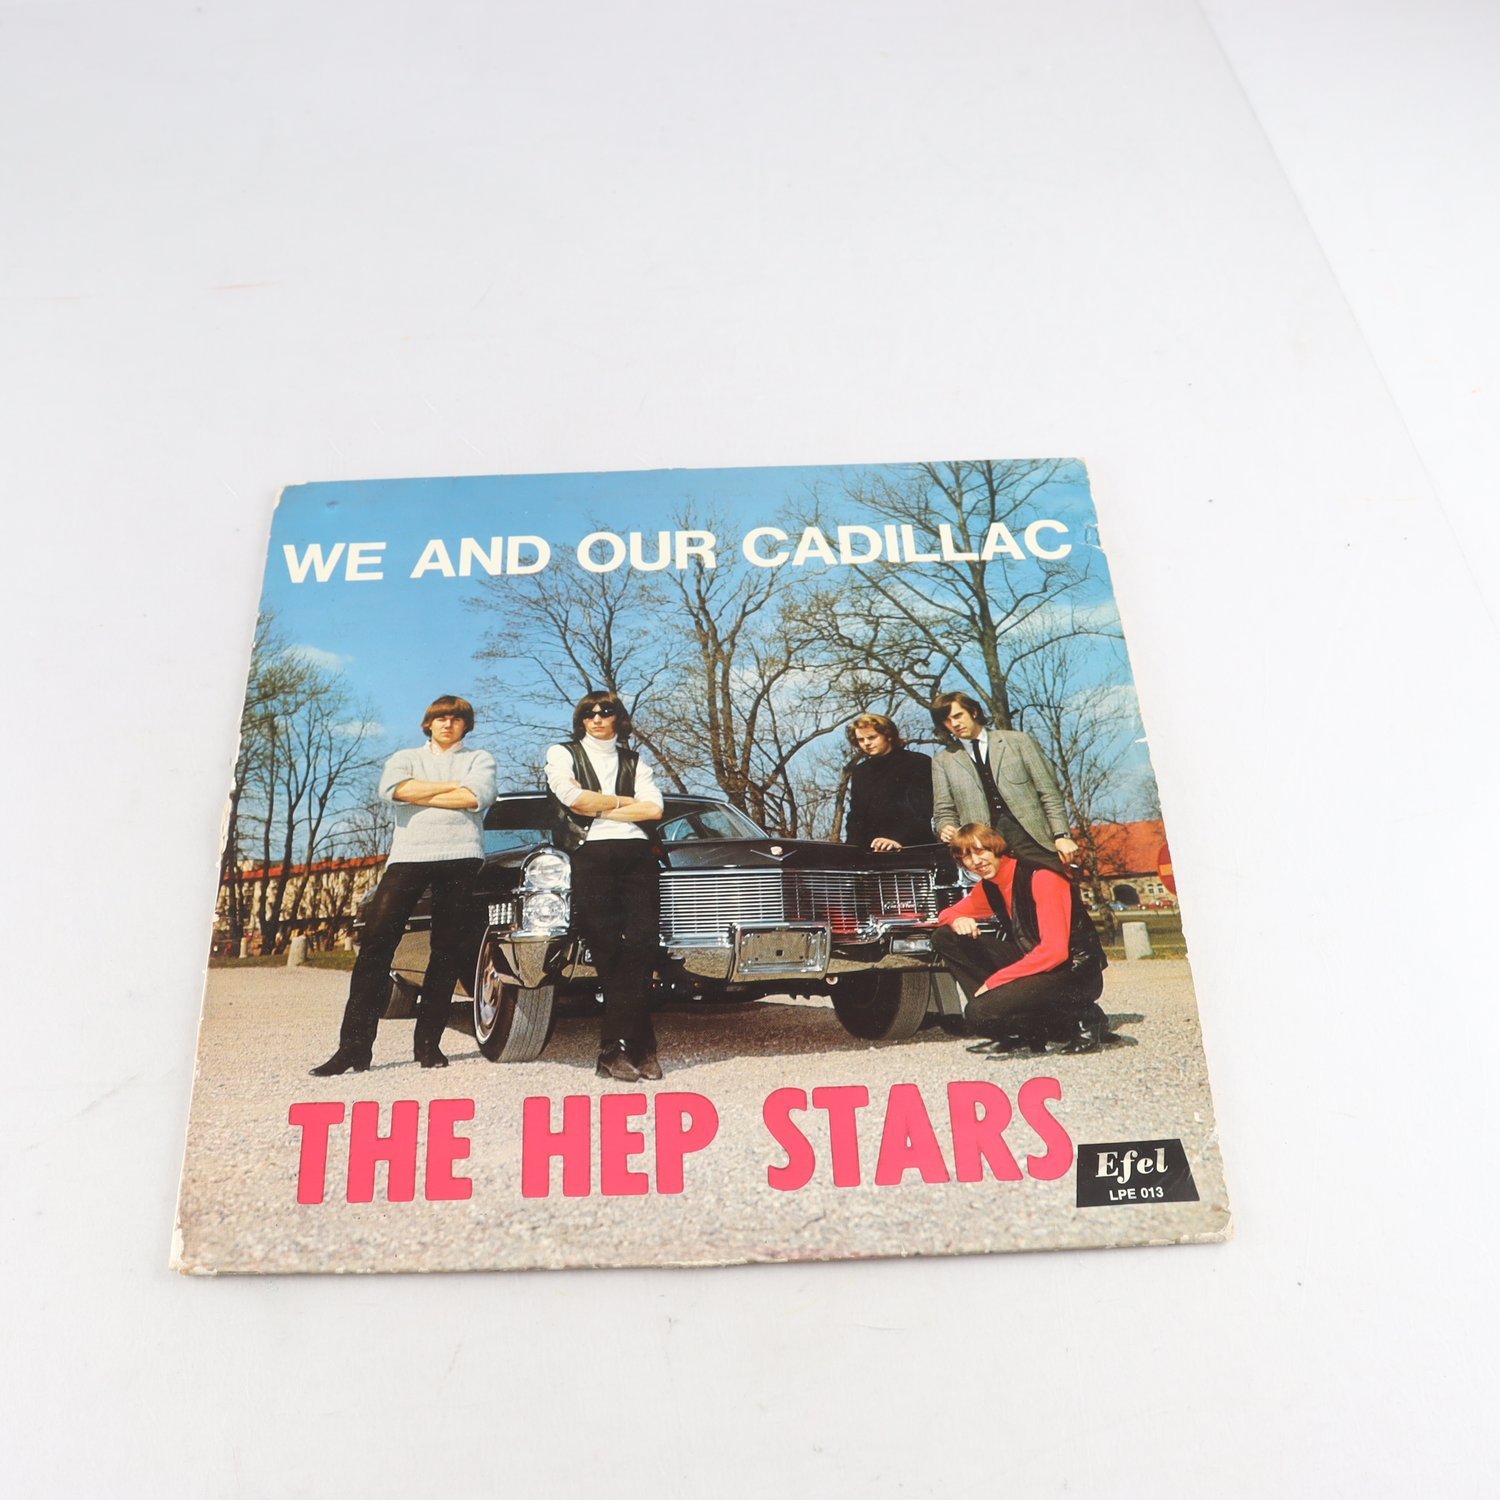 WE AND OUR CADILLAC
THE HEP STARS
Efel
LPE 013